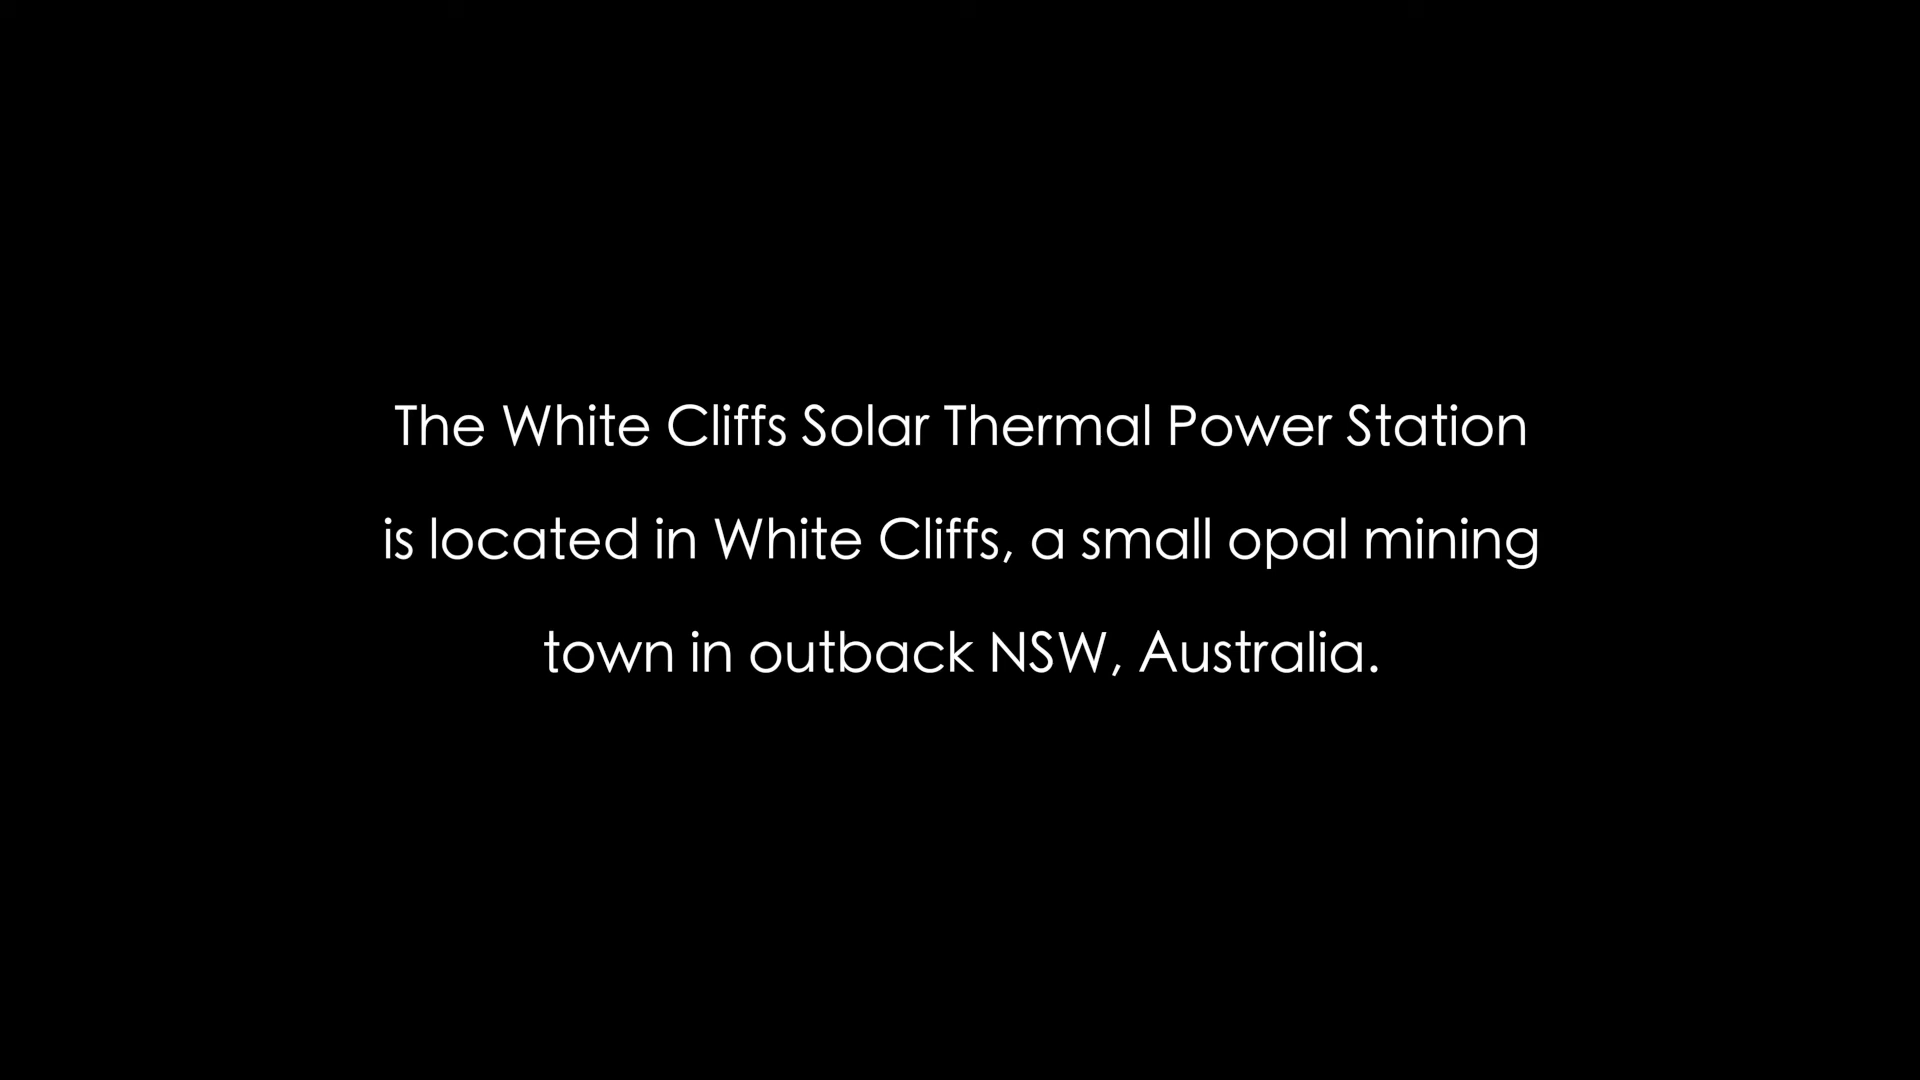 The White Cliffs Solar Thermal Power Station
is located in White Cliffs, a small opal mining
town in outback NSW, Australia.